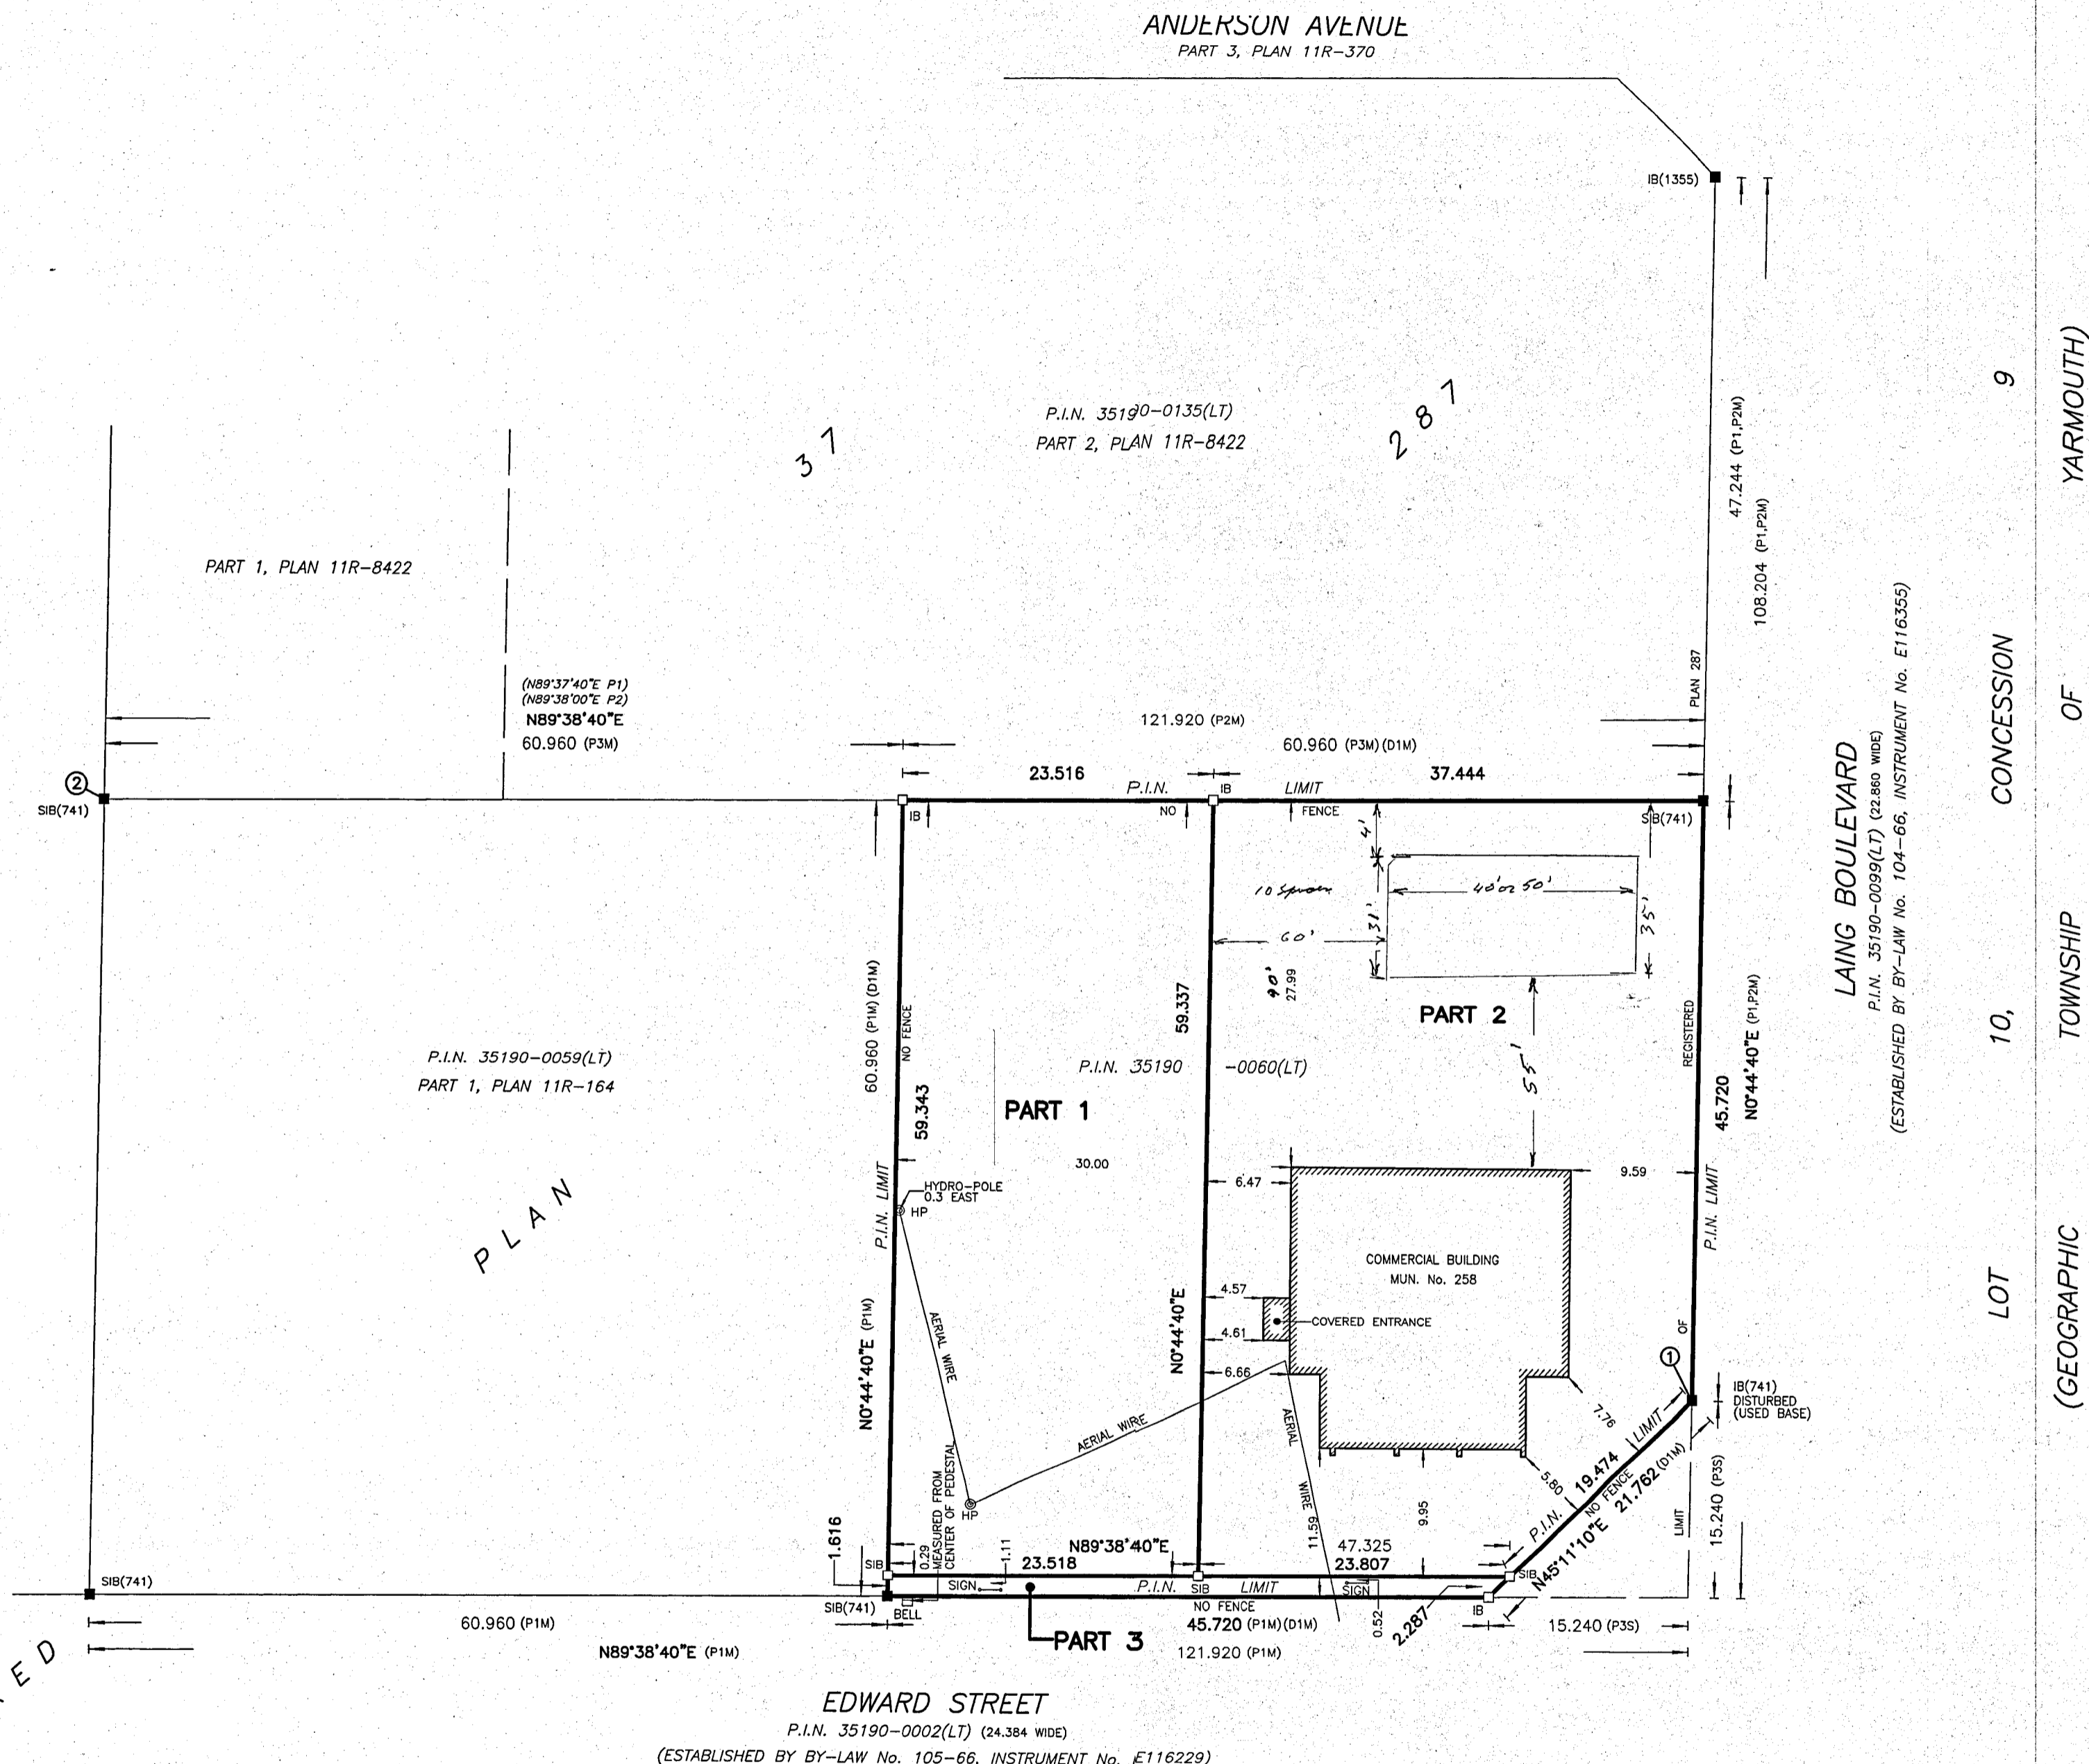 ANDERSON AVENUE
PART 3, PLAN 11R-370
IB(1355)
9
YARMOUTH)
37
287
P.I.N. 35190-0135(LT)
PART 2, PLAN 11R-8422
47.244 (P1,P2M)
108.204 (P1,P2M)
PART 1, PLAN 11R-8422
(N89°37'40"E P1)
(N89°38'00"E P2)
N89°38'40"E
60.960 (P3M)
121.920 (P2M)
60.960 (P3M)(D1M)
23.516
37.444
PLAN 287
CONCESSION
OF
2
SIB(741)
P.I.N.
IB
LIMIT
IB
NO
FENCE
SIB(741)
4'
40' or 50'
31'
35'
60'
90'
27.99
PART 2
55'
LAING BOULEVARD
P.I.N. 35190-0099(LT) (22.860 WIDE)
(ESTABLISHED BY BY-LAW No. 104-66, INSTRUMENT No. E116355)
10,
TOWNSHIP
60.960 (P1M)(D1M)
NO FENCE
59.343
59.337
P.I.N. 35190
-0060(LT)
PART 1
P.I.N. 35190-0059(LT)
PART 1, PLAN 11R-164
REGISTERED
45.720
N0°44'40"E (P1,P2M)
30.00
6.47
9.59
P.I.N. LIMIT
P.I.N. LIMIT
HYDRO-POLE
0.3 EAST
HP
PLAN
COMMERCIAL BUILDING
MUN. No. 258
4.57
COVERED ENTRANCE
4.61
6.66
N0°44'40"E (P1M)
N0°44'40"E
AERIAL WIRE
AERIAL WIRE
AERIAL
WIRE
OF
1
LOT
(GEOGRAPHIC
IB(741)
DISTURBED
(USED BASE)
7.76
5.80
LIMIT
19.474
NO FENCE
21.762 (D1M)
P.I.N.
N45°11'10"E
LIMIT
15.240 (P3S)
HP
MEASURED FROM
CENTER OF PEDESTAL
0.29
1.11
11.59
9.95
1.616
N89°38'40"E
47.325
SIB
23.518
23.807
SIB
SIGN
P.I.N.
SIB
LIMIT
SIGN
SIB(741)
SIB(741)
BELL
NO FENCE
IB
60.960 (P1M)
45.720 (P1M)(D1M)
0.52
2.287
15.240 (P3S)
PART 3
N89°38'40"E (P1M)
121.920 (P1M)
ED
EDWARD STREET
P.I.N. 35190-0002(LT) (24.384 WIDE)
(ESTABLISHED BY BY-LAW No. 105-66, INSTRUMENT No. E116229)